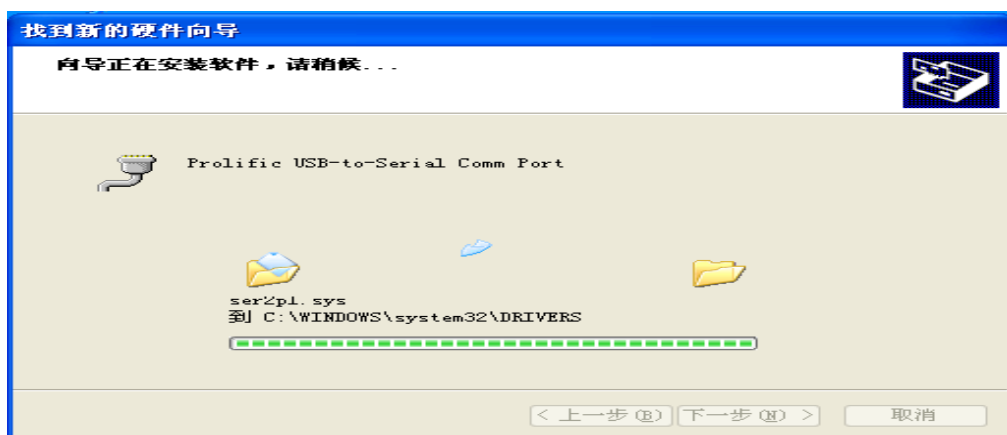 找到新的硬件向导
向导正在安装软件，请稍候...
Prolific USB-to-Serial Comm Port
ser2pl.sys
到 C:\WINDOWS\system32\DRIVERS
< 上一步(B) 下一步(N) > 取消